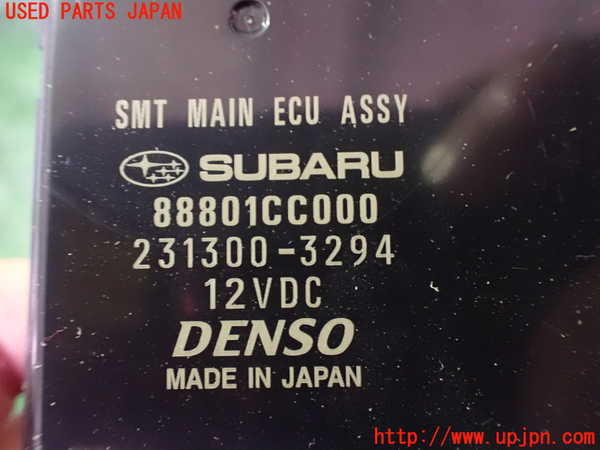 USED PARTS JAPAN
SMT MAIN ECU ASSY
SUBARU
88801CC000
231300-3294
12VDC
DENSO
MADE IN JAPAN
http://www.upjpn.com/